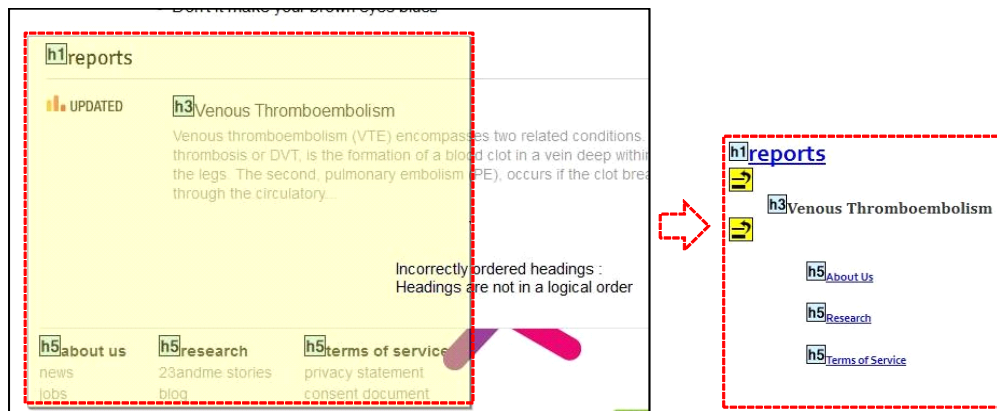 Don't it make your brown eyes blues
h1 reports
UPDATED
h3 Venous Thromboembolism
Venous thromboembolism (VTE) encompasses two related conditions.
thrombosis or DVT, is the formation of a blood clot in a vein deep within
the legs. The second, pulmonary embolism (PE), occurs if the clot brea
through the circulatory...
Incorrectly ordered headings :
Headings are not in a logical order
h5 about us
h5 research
h5 terms of service
news
23andme stories
privacy statement
jobs
blog
consent document
h1 reports
h3 Venous Thromboembolism
h5 About Us
h5 Research
h5 Terms of Service